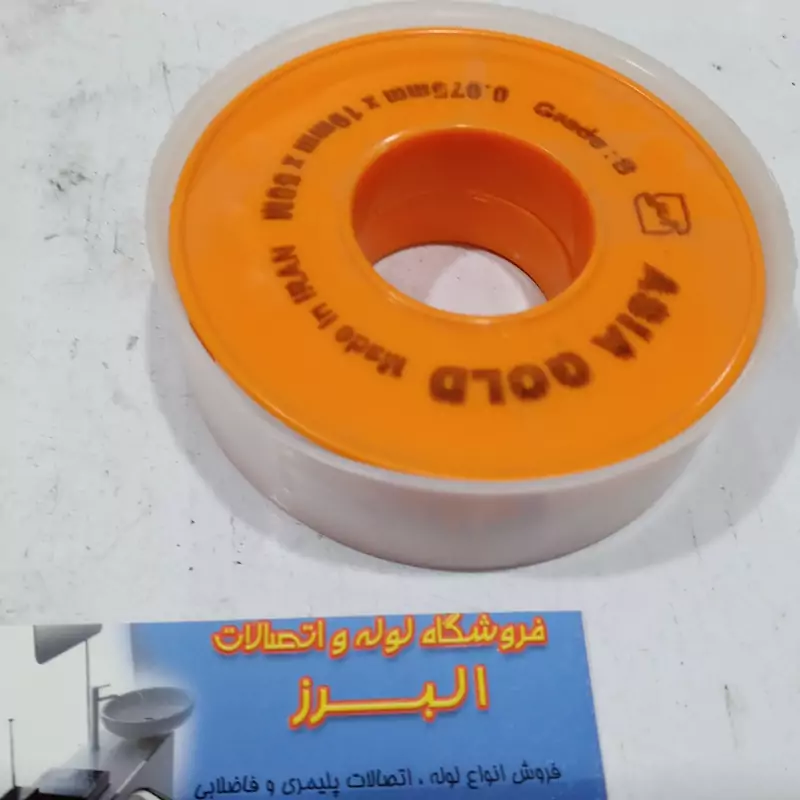 ASIA GOLD
Made in IRAN
0.075mm x 19mm x 50M
Grade: B
فروشگاه لوله و اتصالات
البرز
فروش انواع لوله ، اتصالات پلیمری و فاضلابی